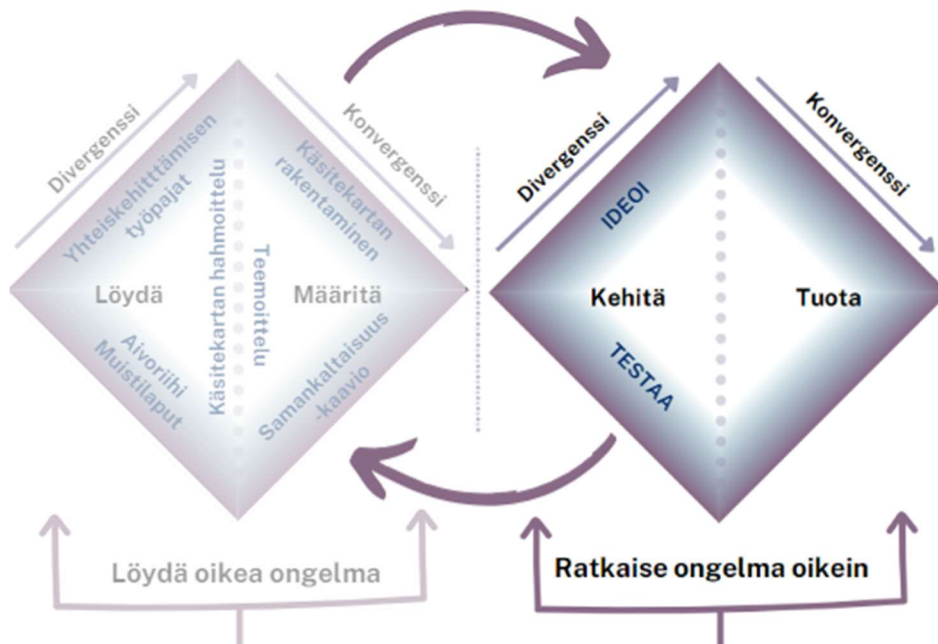 Divergenssi
Konvergenssi
Yhteiskehittämisen
työpajat
Käsitekartan
rakentaminen
Käsitekartan hahmoittelu
Teemoittelu
Löydä
Määritä
Aivoriihi
Muistilaput
Samankaltaisuus
-kaavio
Löydä oikea ongelma
Divergenssi
Konvergenssi
IDEOI
Kehitä
Tuota
TESTAA
Ratkaise ongelma oikein